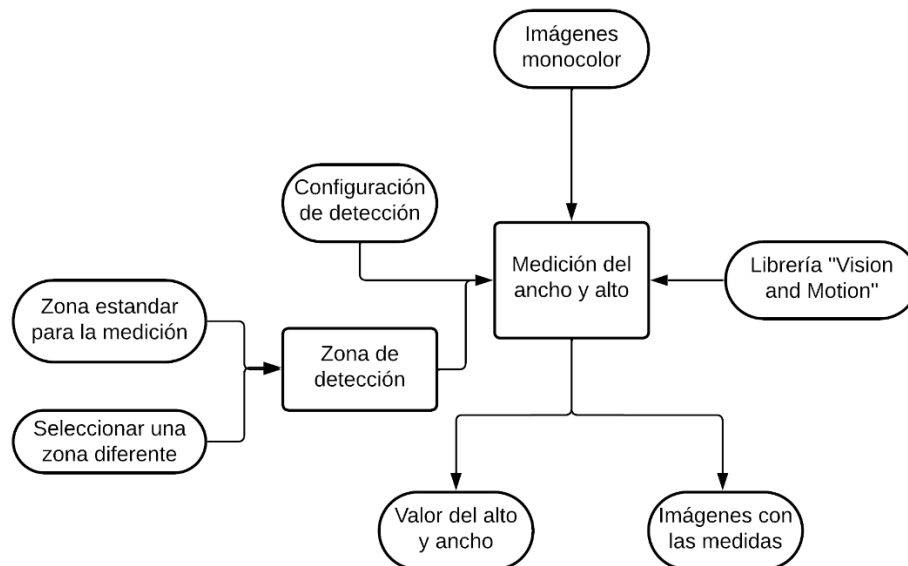 Imágenes
monocolor
Configuración
de detección
Medición del
ancho y alto
Librería "Vision
and Motion"
Zona estandar
para la medición
Zona de
detección
Seleccionar una
zona diferente
Valor del alto
y ancho
Imágenes con
las medidas